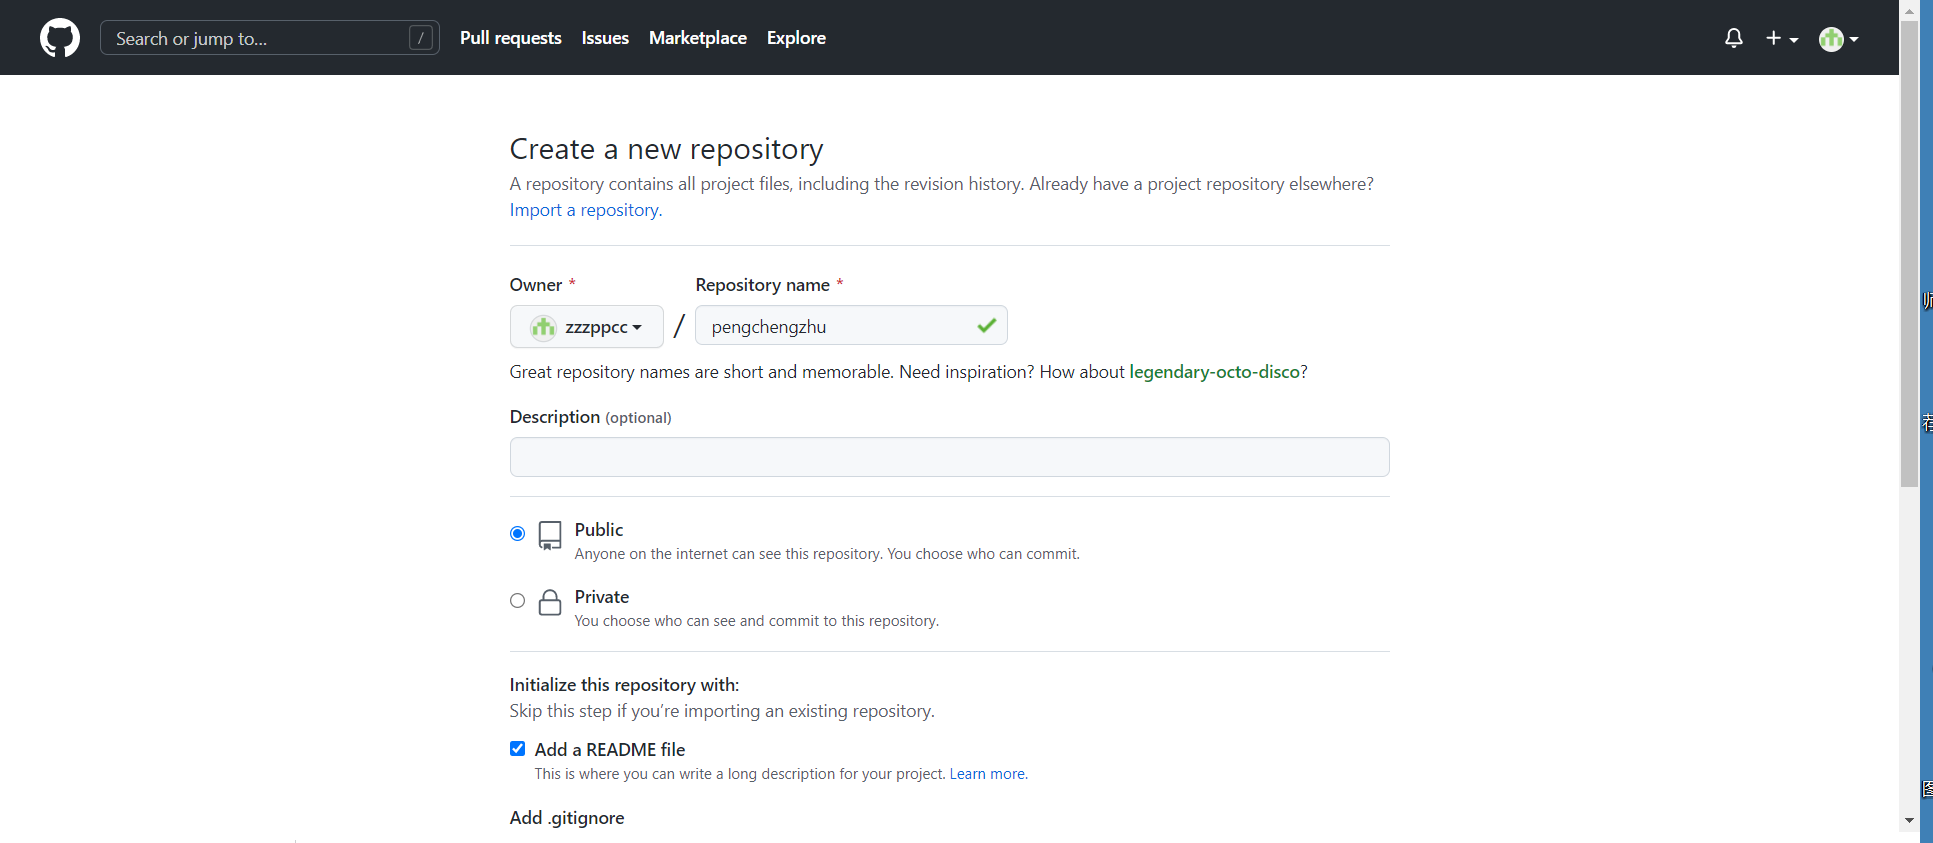 Search or jump to... /
Pull requests Issues Marketplace Explore
Create a new repository
A repository contains all project files, including the revision history. Already have a project repository elsewhere?
Import a repository.
Owner * Repository name *
zzzppcc / pengchengzhu
Great repository names are short and memorable. Need inspiration? How about legendary-octo-disco?
Description (optional)
Public
Anyone on the internet can see this repository. You choose who can commit.
Private
You choose who can see and commit to this repository.
Initialize this repository with:
Skip this step if you’re importing an existing repository.
Add a README file
This is where you can write a long description for your project. Learn more.
Add .gitignore